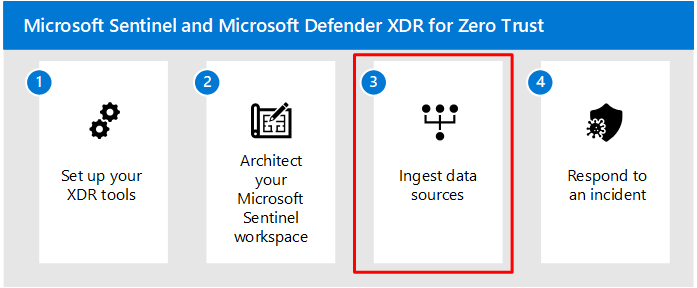 Microsoft Sentinel and Microsoft Defender XDR for Zero Trust
1
Set up your
XDR tools
2
Architect
your
Microsoft
Sentinel
workspace
3
Ingest data
sources
4
Respond to
an incident